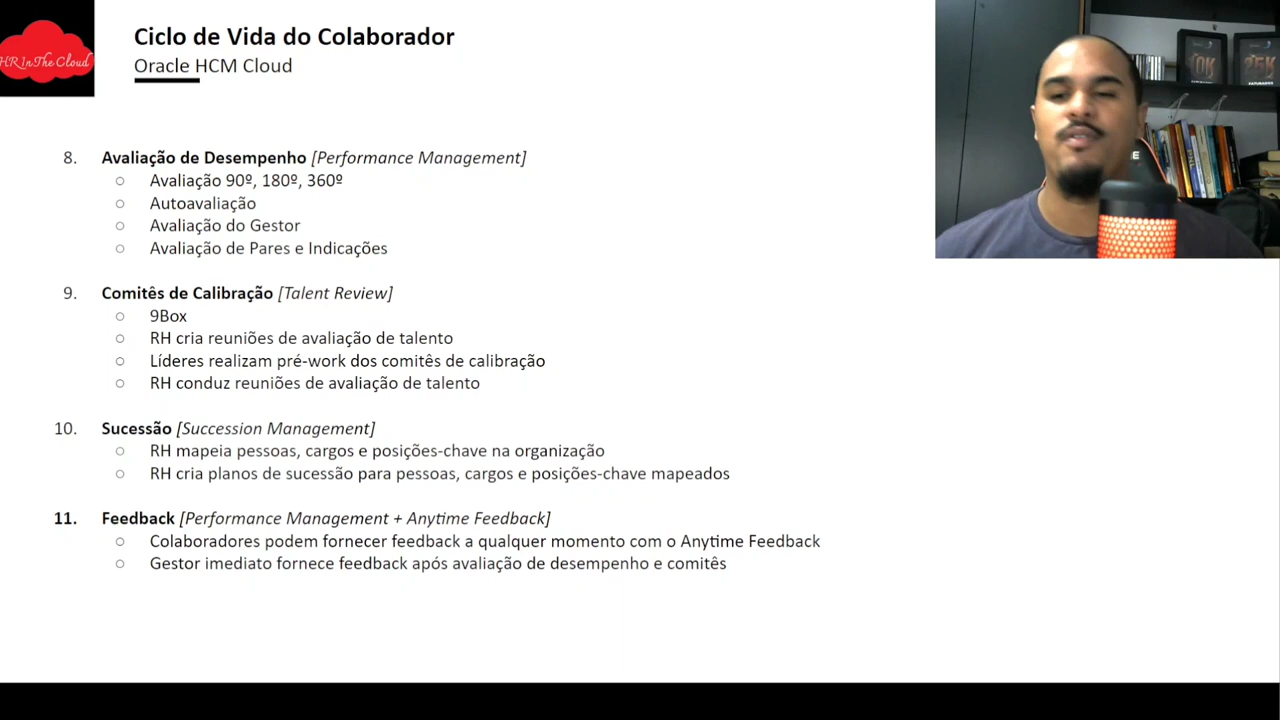 HR InThe Cloud
Ciclo de Vida do Colaborador
Oracle HCM Cloud
8. Avaliação de Desempenho [Performance Management]
○ Avaliação 90º, 180º, 360º
○ Autoavaliação
○ Avaliação do Gestor
○ Avaliação de Pares e Indicações
9. Comitês de Calibração [Talent Review]
○ 9Box
○ RH cria reuniões de avaliação de talento
○ Líderes realizam pré-work dos comitês de calibração
○ RH conduz reuniões de avaliação de talento
10. Sucessão [Succession Management]
○ RH mapeia pessoas, cargos e posições-chave na organização
○ RH cria planos de sucessão para pessoas, cargos e posições-chave mapeados
11. Feedback [Performance Management + Anytime Feedback]
○ Colaboradores podem fornecer feedback a qualquer momento com o Anytime Feedback
○ Gestor imediato fornece feedback após avaliação de desempenho e comitês
10K
25K
E